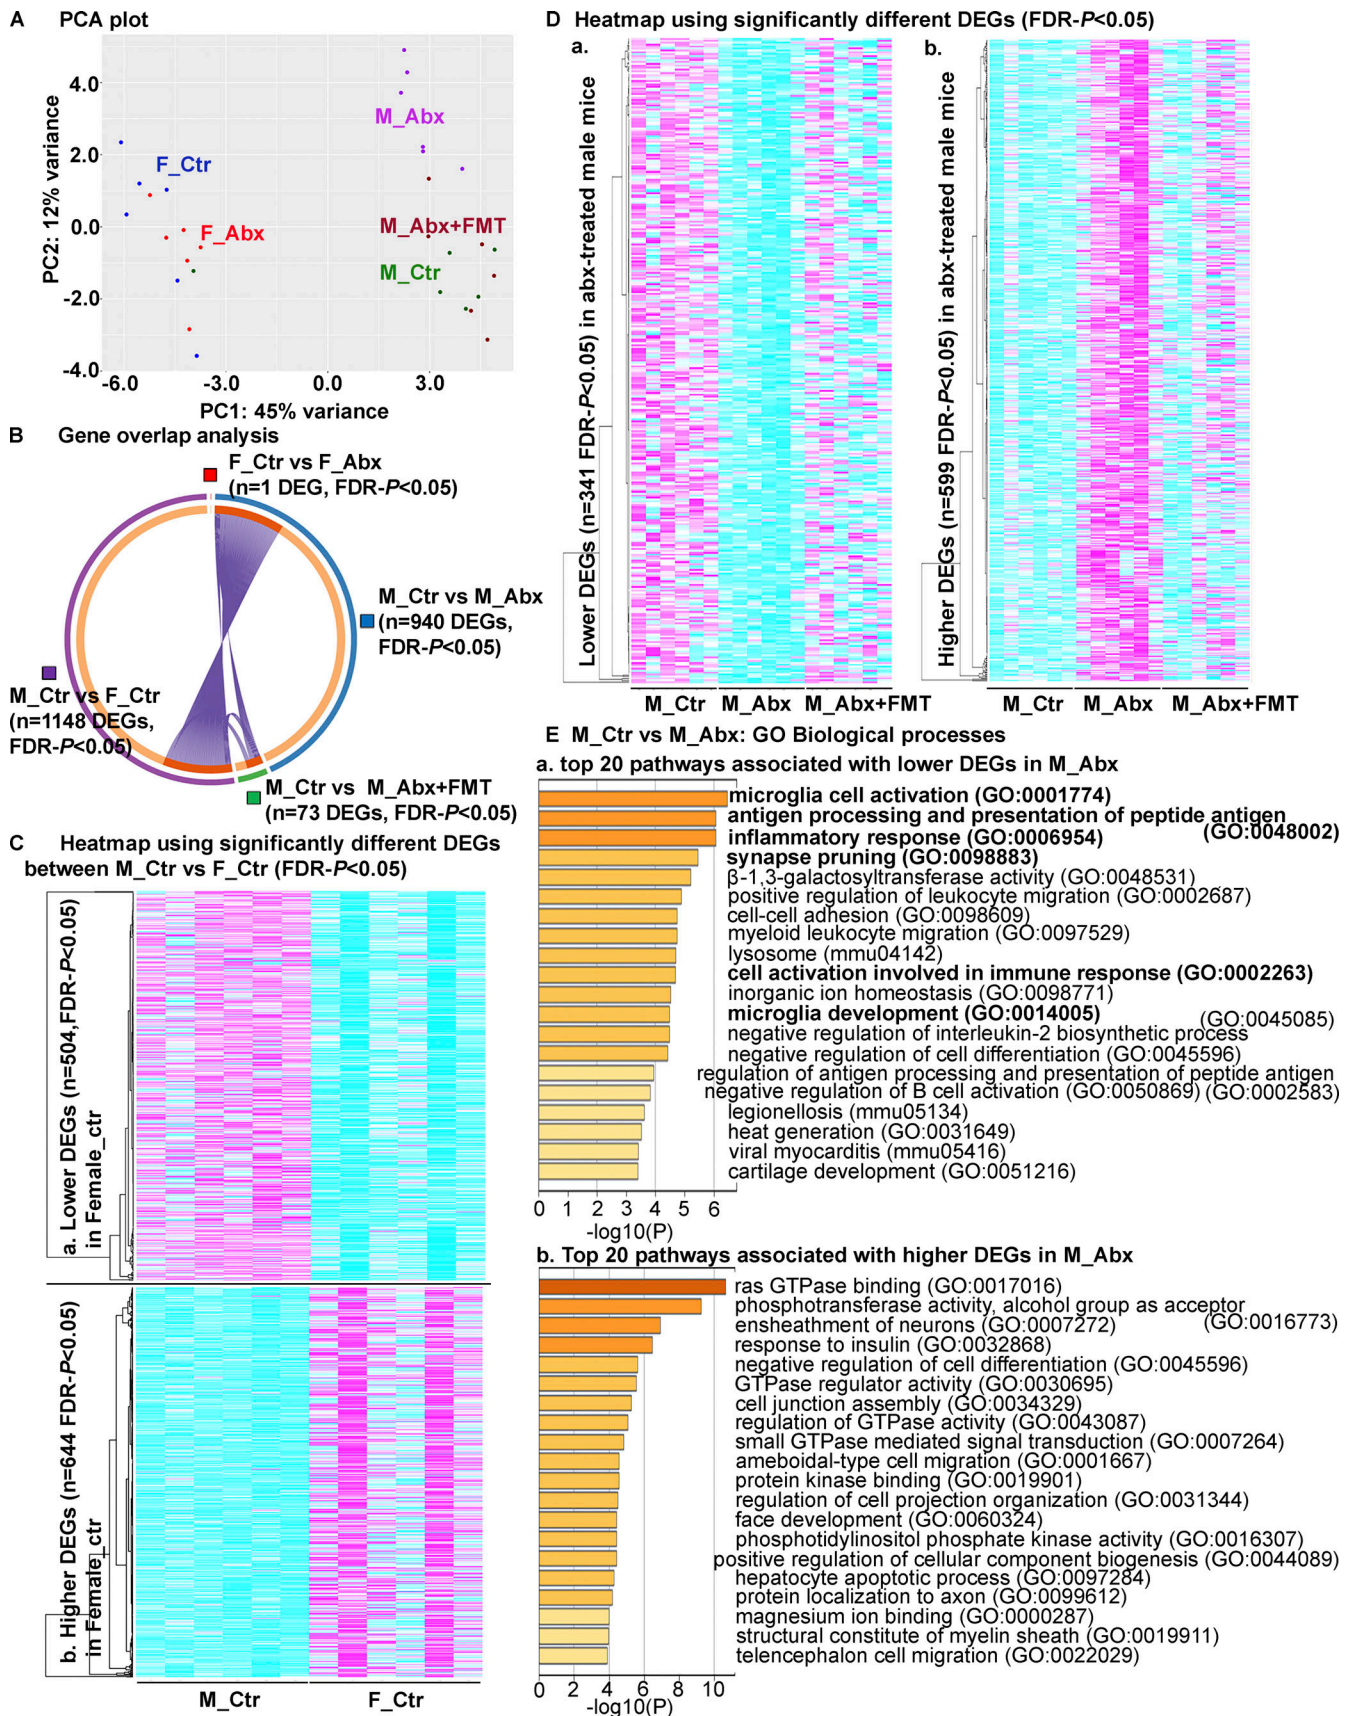 A PCA plot
4.0
2.0
0.0
-2.0
-4.0
-6.0 -3.0 0.0 3.0
PC2: 12% variance
PC1: 45% variance
M_Abx
F_Ctr
F_Abx
M_Abx+FMT
M_Ctr
B Gene overlap analysis
F_Ctr vs F_Abx
(n=1 DEG, FDR-P<0.05)
M_Ctr vs M_Abx
(n=940 DEGs,
FDR-P<0.05)
M_Ctr vs F_Ctr
(n=1148 DEGs,
FDR-P<0.05)
M_Ctr vs M_Abx+FMT
(n=73 DEGs, FDR-P<0.05)
C Heatmap using significantly different DEGs
between M_Ctr vs F_Ctr (FDR-P<0.05)
a. Lower DEGs (n=504,FDR-P<0.05)
in Female_ctr
b. Higher DEGs (n=644 FDR-P<0.05)
in Female_ctr
M_Ctr F_Ctr
D Heatmap using significantly different DEGs (FDR-P<0.05)
a.
Lower DEGs (n=341 FDR-P<0.05) in abx-treated male mice
M_Ctr M_Abx M_Abx+FMT
b.
Higher DEGs (n=599 FDR-P<0.05) in abx-treated male mice
M_Ctr M_Abx M_Abx+FMT
E M_Ctr vs M_Abx: GO Biological processes
a. top 20 pathways associated with lower DEGs in M_Abx
microglia cell activation (GO:0001774)
antigen processing and presentation of peptide antigen
(GO:0048002)
inflammatory response (GO:0006954)
synapse pruning (GO:0098883)
β-1,3-galactosyltransferase activity (GO:0048531)
positive regulation of leukocyte migration (GO:0002687)
cell-cell adhesion (GO:0098609)
myeloid leukocyte migration (GO:0097529)
lysosome (mmu04142)
cell activation involved in immune response (GO:0002263)
inorganic ion homeostasis (GO:0098771)
microglia development (GO:0014005)
(GO:0045085)
negative regulation of interleukin-2 biosynthetic process
negative regulation of cell differentiation (GO:0045596)
regulation of antigen processing and presentation of peptide antigen
negative regulation of B cell activation (GO:0050869) (GO:0002583)
legionellosis (mmu05134)
heat generation (GO:0031649)
viral myocarditis (mmu05416)
cartilage development (GO:0051216)
0 1 2 3 4 5 6
-log10(P)
b. Top 20 pathways associated with higher DEGs in M_Abx
ras GTPase binding (GO:0017016)
phosphotransferase activity, alcohol group as acceptor
(GO:0016773)
ensheathment of neurons (GO:0007272)
response to insulin (GO:0032868)
negative regulation of cell differentiation (GO:0045596)
GTPase regulator activity (GO:0030695)
cell junction assembly (GO:0034329)
regulation of GTPase activity (GO:0043087)
small GTPase mediated signal transduction (GO:0007264)
ameboidal-type cell migration (GO:0001667)
protein kinase binding (GO:0019901)
regulation of cell projection organization (GO:0031344)
face development (GO:0060324)
phosphotidylinositol phosphate kinase activity (GO:0016307)
positive regulation of cellular component biogenesis (GO:0044089)
hepatocyte apoptotic process (GO:0097284)
protein localization to axon (GO:0099612)
magnesium ion binding (GO:0000287)
structural constitute of myelin sheath (GO:0019911)
telencephalon cell migration (GO:0022029)
0 2 4 6 8 10
-log10(P)